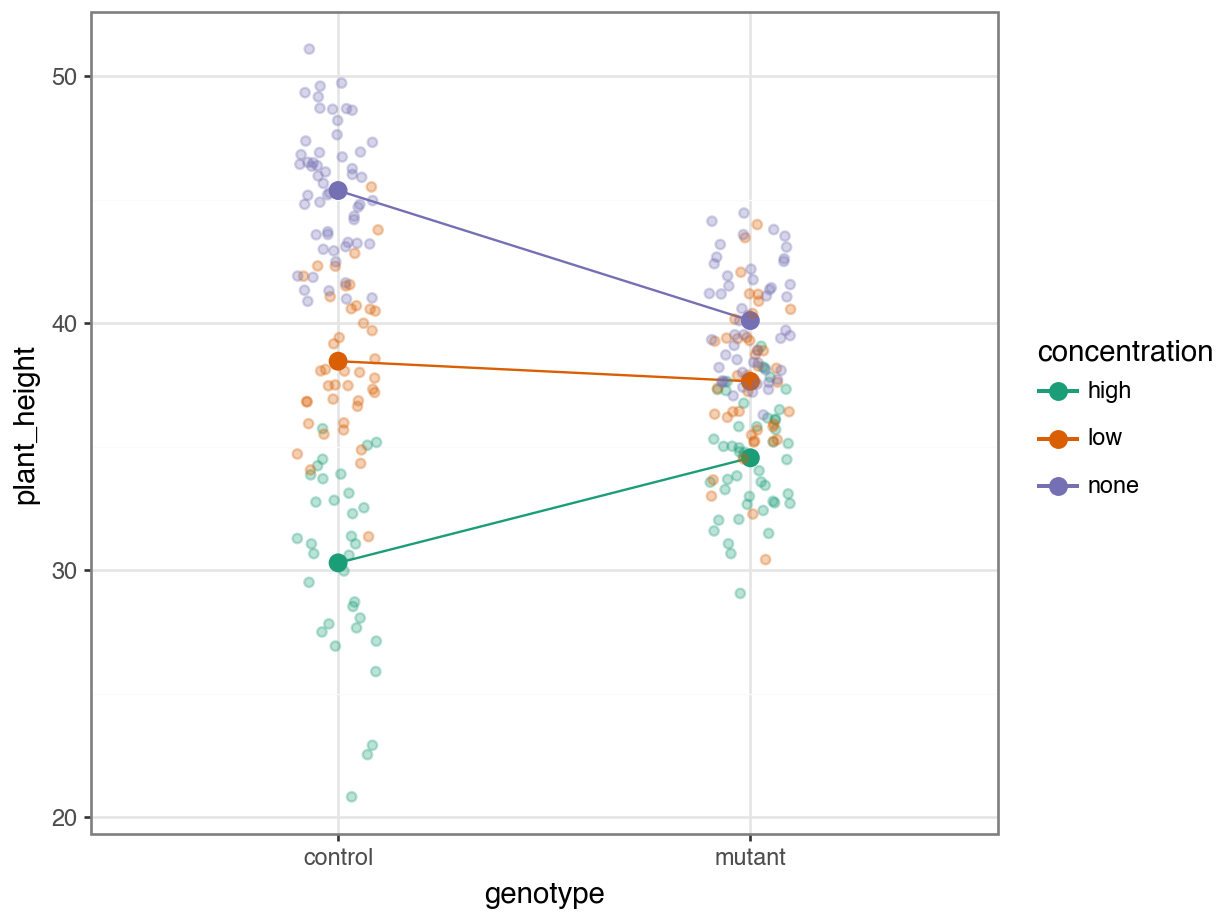 50
40
30
20
plant_height
control
mutant
genotype
concentration
high
low
none